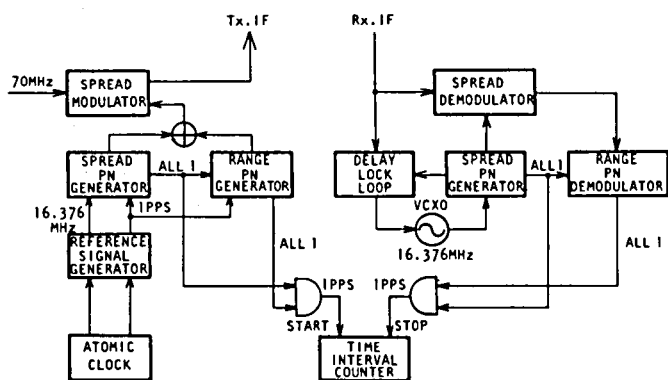 Tx.IF
Rx.IF
70MHz
SPREAD
MODULATOR
SPREAD
DEMODULATOR
SPREAD
PN
GENERATOR
ALL 1
RANGE
PN
GENERATOR
DELAY
LOCK
LOOP
SPREAD
PN
GENERATOR
ALL1
RANGE
PN
DEMODULATOR
16.376
MHz
1PPS
VCXO
16.376MHz
REFERENCE
SIGNAL
GENERATOR
ALL 1
ALL 1
1PPS
1PPS
START
STOP
ATOMIC
CLOCK
TIME
INTERVAL
COUNTER